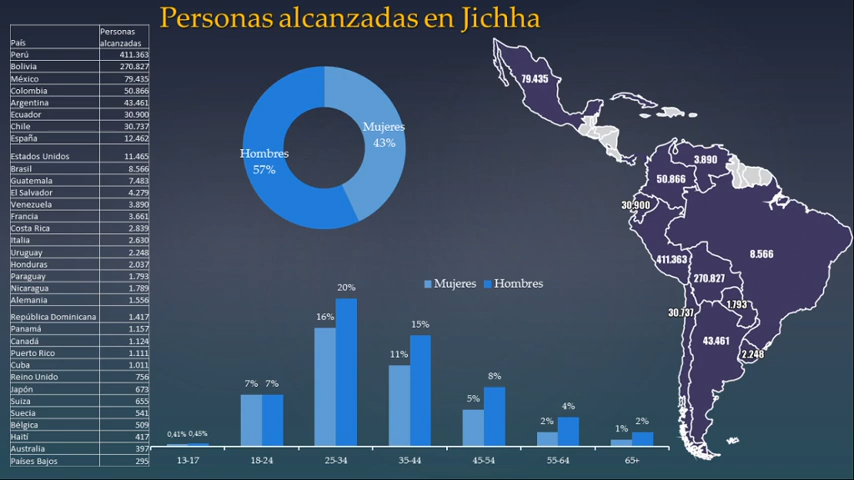 Personas alcanzadas en Jichha
País Personas alcanzadas
Perú 411.363
Bolivia 270.827
México 79.435
Colombia 50.866
Argentina 43.461
Ecuador 30.900
Chile 30.737
España 12.462
Estados Unidos 11.465
Brasil 8.566
Guatemala 7.483
El Salvador 4.279
Venezuela 3.890
Francia 3.661
Costa Rica 2.839
Italia 2.630
Uruguay 2.248
Honduras 2.037
Paraguay 1.793
Nicaragua 1.789
Alemania 1.556
República Dominicana 1.417
Panamá 1.157
Canadá 1.124
Puerto Rico 1.111
Cuba 1.011
Reino Unido 756
Japón 673
Suiza 655
Suecia 541
Bélgica 509
Haití 417
Australia 397
Países Bajos 295
Mujeres
43%
Hombres
57%
Mujeres Hombres
0,41% 0,45%
7% 7%
16% 20%
11% 15%
5% 8%
2% 4%
1% 2%
13-17 18-24 25-34 35-44 45-54 55-64 65+
79.435
3.890
50.866
30.900
8.566
411.363
270.827
1.793
30.737
43.461
2.248